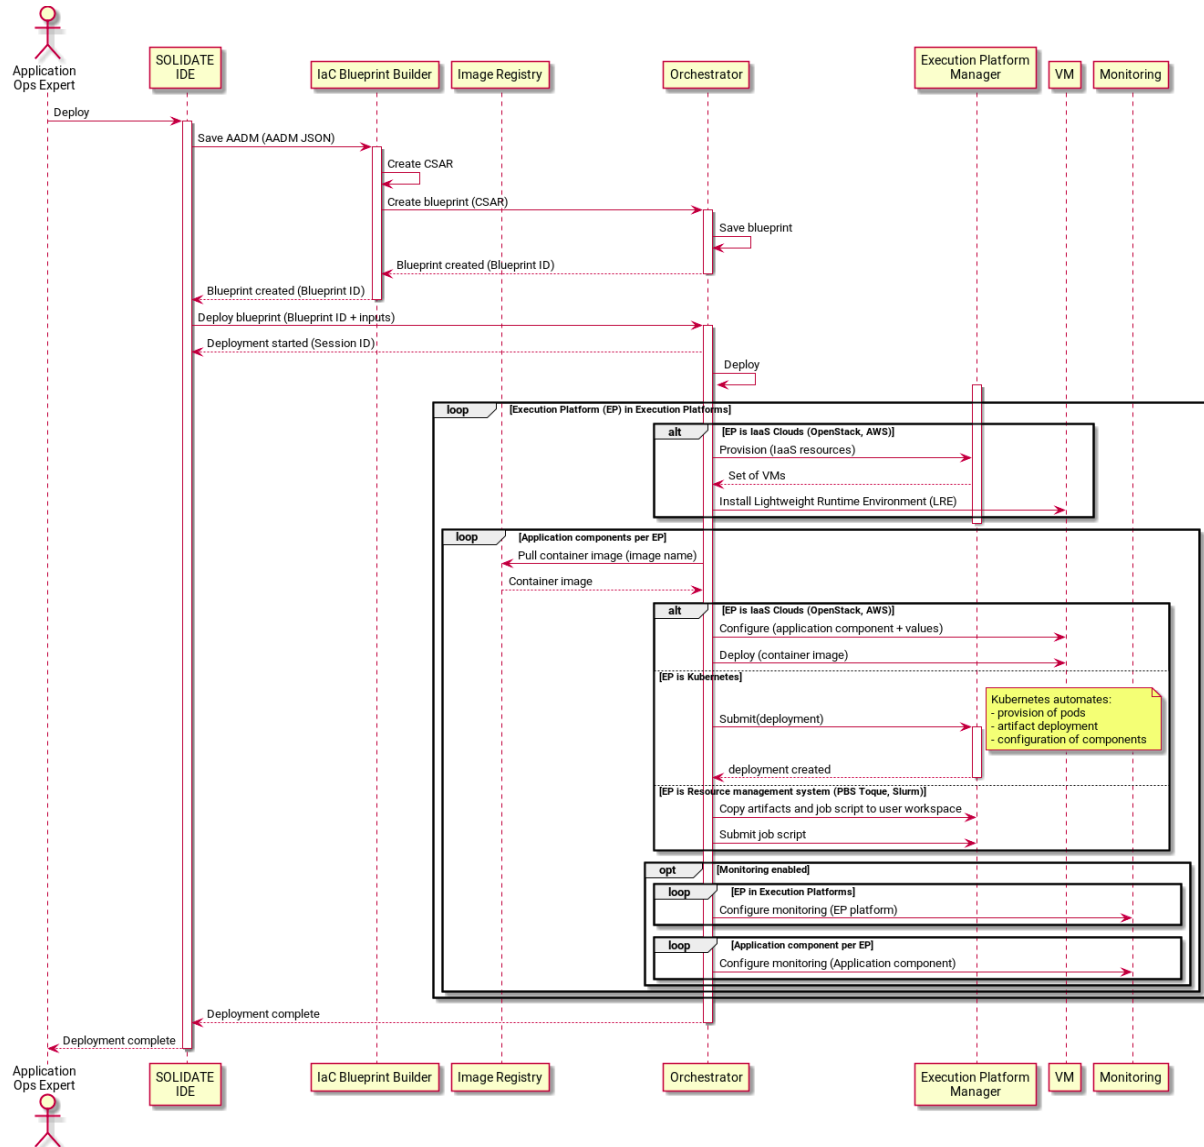 Application
Ops Expert
SOLIDATE
IDE
IaC Blueprint Builder
Image Registry
Orchestrator
Execution Platform
Manager
VM
Monitoring
Deploy
Save AADM (AADM JSON)
Create CSAR
Create blueprint (CSAR)
Save blueprint
Blueprint created (Blueprint ID)
Blueprint created (Blueprint ID)
Deploy blueprint (Blueprint ID + inputs)
Deployment started (Session ID)
Deploy
loop [Execution Platform (EP) in Execution Platforms]
alt [EP is IaaS Clouds (OpenStack, AWS)]
Provision (IaaS resources)
Set of VMs
Install Lightweight Runtime Environment (LRE)
loop [Application components per EP]
Pull container image (image name)
Container image
alt [EP is IaaS Clouds (OpenStack, AWS)]
Configure (application component + values)
Deploy (container image)
[EP is Kubernetes]
Kubernetes automates:
- provision of pods
- artifact deployment
- configuration of components
Submit(deployment)
deployment created
[EP is Resource management system (PBS Toque, Slurm)]
Copy artifacts and job script to user workspace
Submit job script
opt [Monitoring enabled]
loop [EP in Execution Platforms]
Configure monitoring (EP platform)
loop [Application component per EP]
Configure monitoring (Application component)
Deployment complete
Deployment complete
Application
Ops Expert
SOLIDATE
IDE
IaC Blueprint Builder
Image Registry
Orchestrator
Execution Platform
Manager
VM
Monitoring